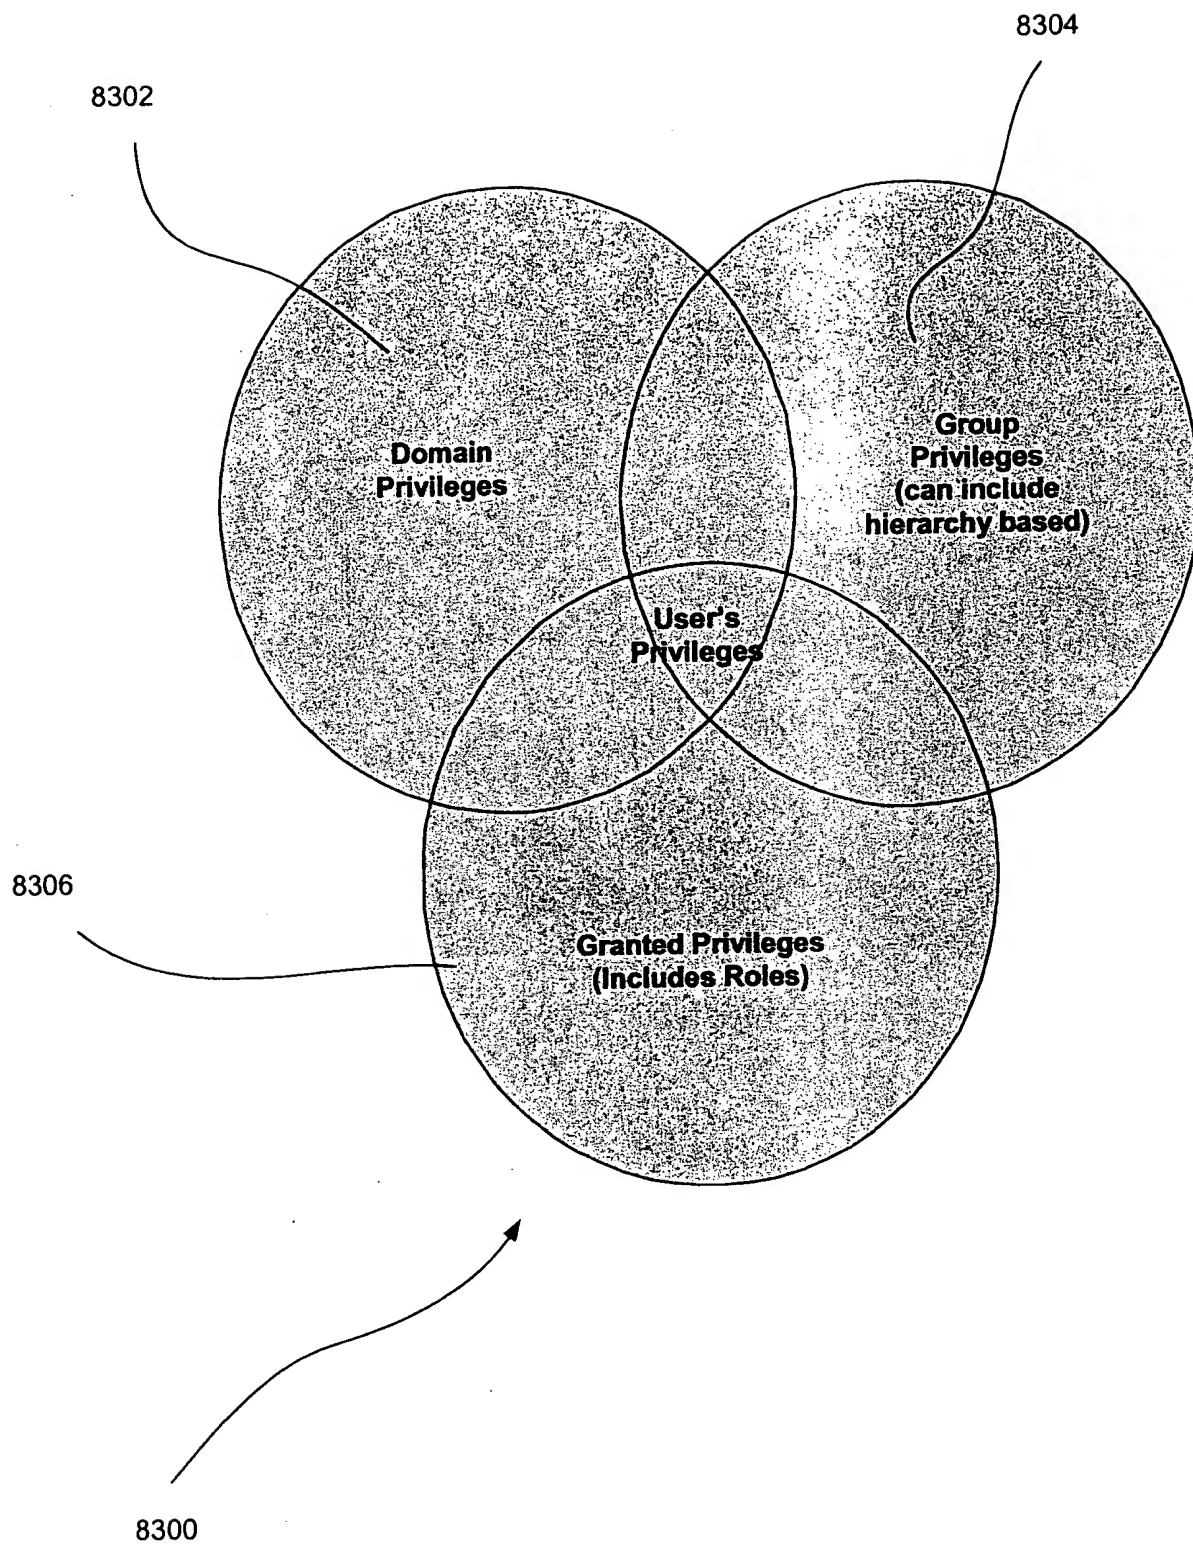 8304
8302
Domain
Privileges
Group
Privileges
(can include
hierarchy based)
User's
Privileges
8306
Granted Privileges
(Includes Roles)
8300